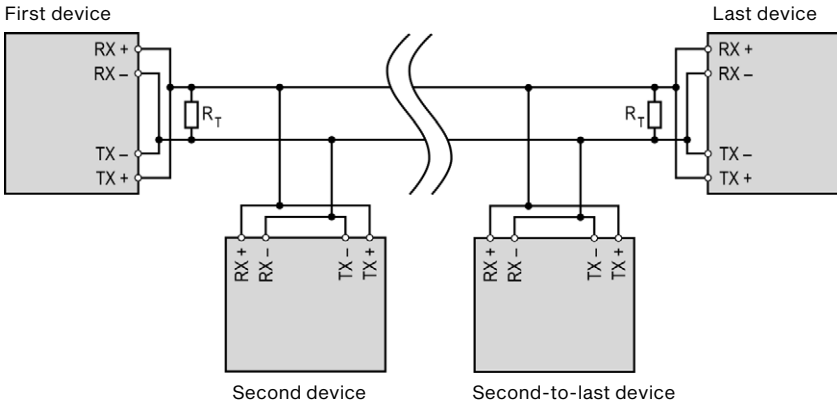 First device
Last device
RX +
RX –
TX –
TX +
RT
RT
RX +
RX –
TX –
TX +
RX +
RX –
TX –
TX +
RX +
RX –
TX –
TX +
Second device
Second-to-last device